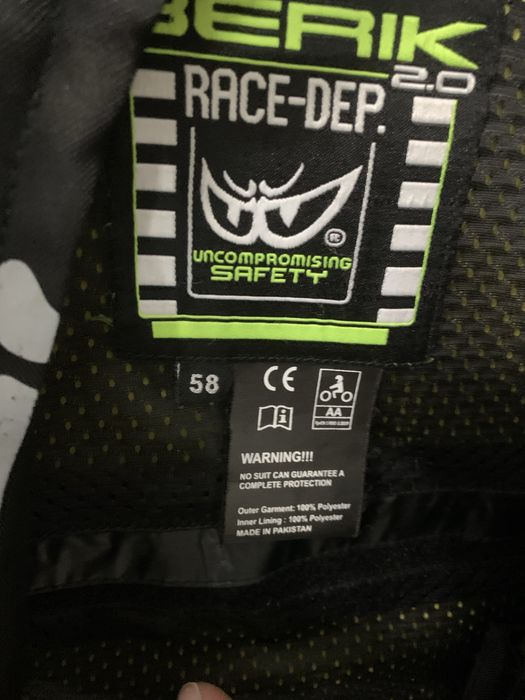 BERIK
2.0
RACE-DEP.
®
UNCOMPROMISING
SAFETY
58
CE
i
AA
WARNING!!!
NO SUIT CAN GUARANTEE A
COMPLETE PROTECTION
Outer Garment: 100% Polyester
Inner Lining : 100% Polyester
MADE IN PAKISTAN